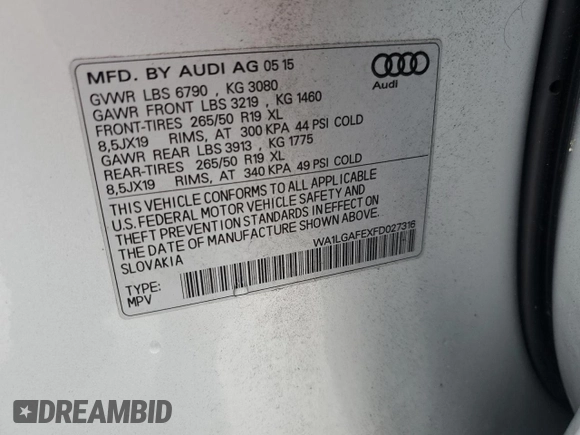 MFD. BY AUDI AG 05 15
GVWR LBS 6790 , KG 3080
GAWR FRONT LBS 3219 , KG 1460
FRONT-TIRES 265/50 R19 XL
8,5JX19 RIMS, AT 300 KPA 44 PSI COLD
GAWR REAR LBS 3913 , KG 1775
REAR-TIRES 265/50 R19 XL
8,5JX19 RIMS, AT 340 KPA 49 PSI COLD
Audi
THIS VEHICLE CONFORMS TO ALL APPLICABLE
U.S. FEDERAL MOTOR VEHICLE SAFETY AND
THEFT PREVENTION STANDARDS IN EFFECT ON
THE DATE OF MANUFACTURE SHOWN ABOVE.
SLOVAKIA
WA1LGAFEXFD027316
TYPE:
MPV
DREAMBID